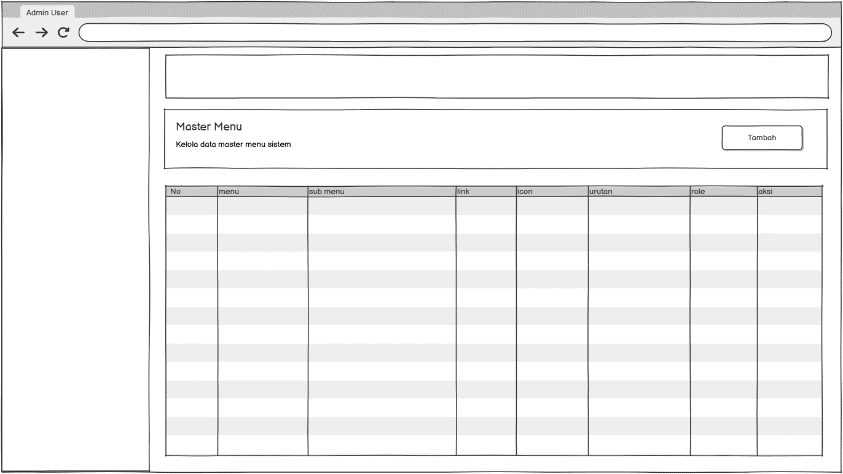 Admin User
Master Menu
Kelola data master menu sistem
Tambah
No menu sub menu link icon urutan role aksi